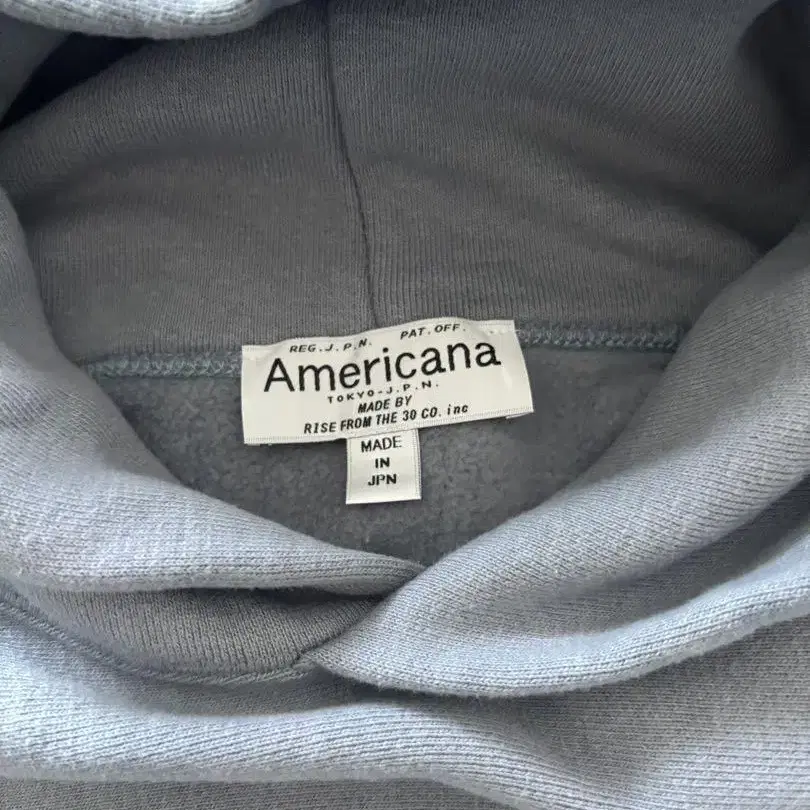 REG.J.P.N. PAT.OFF.
Americana
TOKYO-J.P.N.
MADE BY
RISE FROM THE 30 CO. inc
MADE
IN
JPN